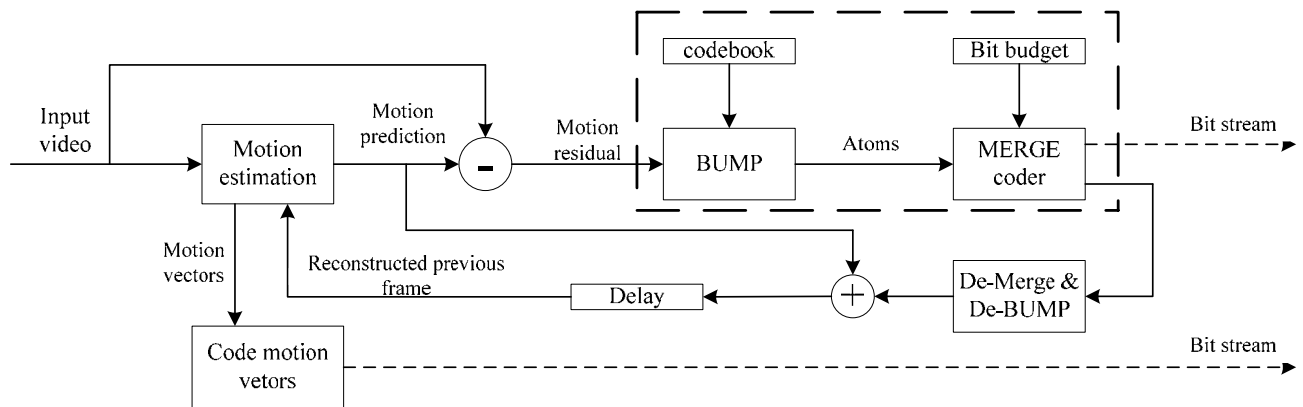 codebook
Bit budget
Input
video
Motion
prediction
Motion
residual
Atoms
Bit stream
Motion
estimation
-
BUMP
MERGE
coder
Motion
vectors
Reconstructed previous
frame
Delay
+
De-Merge &
De-BUMP
Code motion
vetors
Bit stream